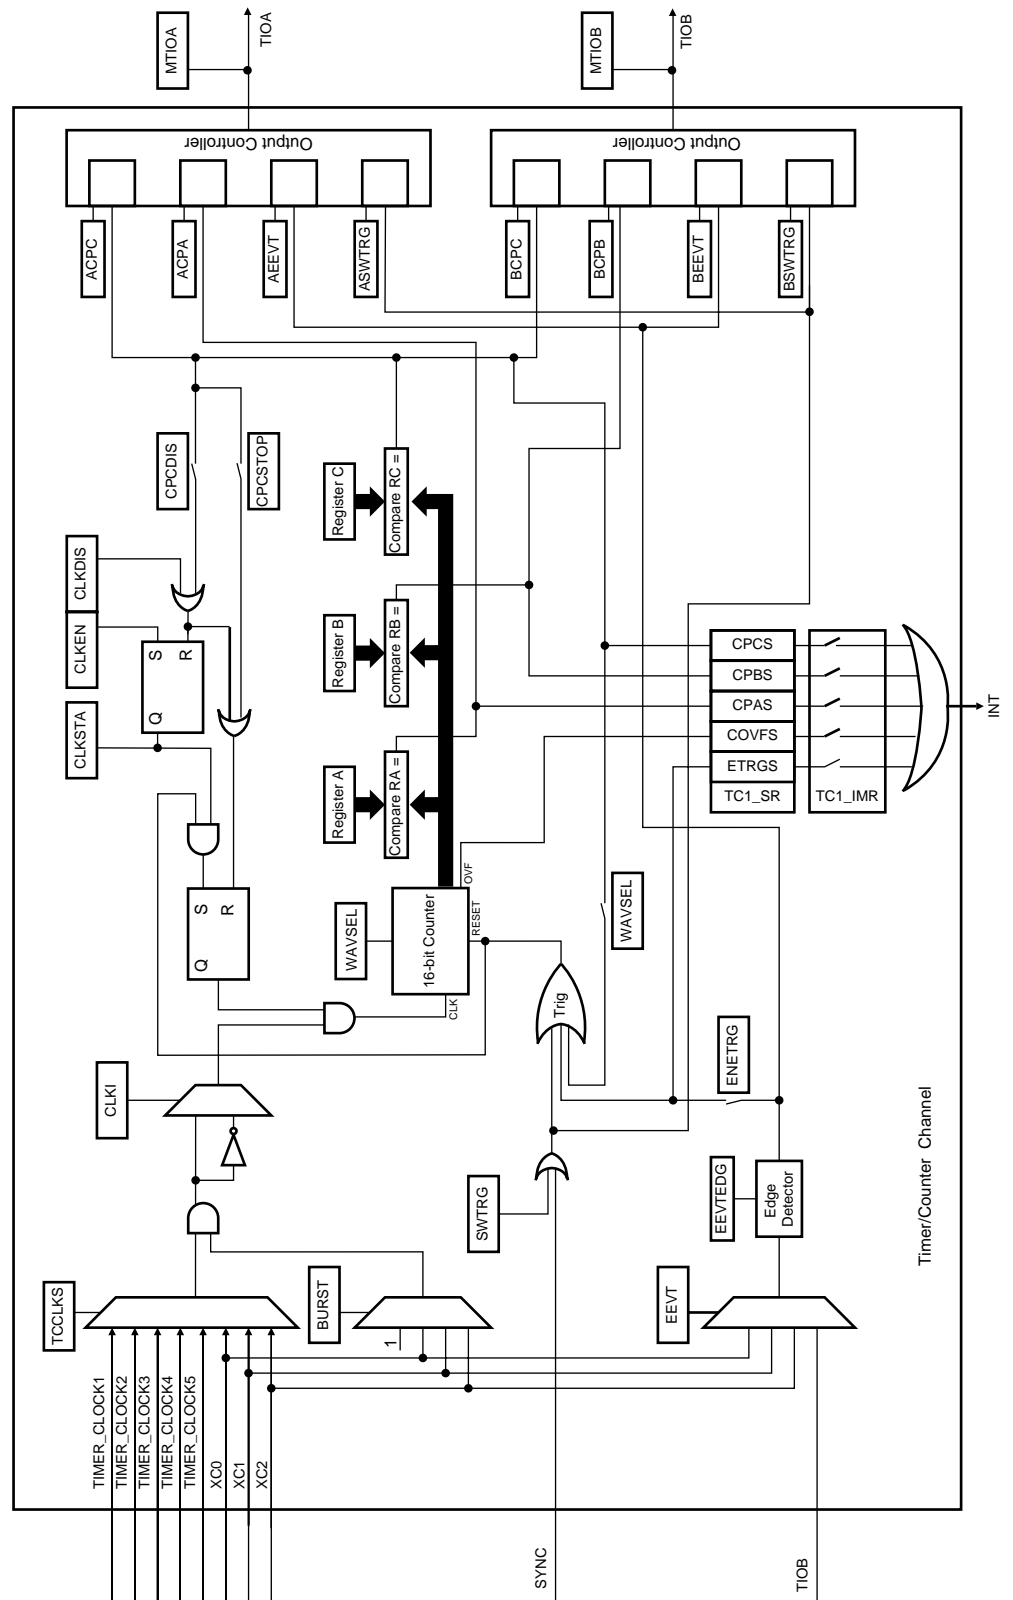 TIMER_CLOCK1
TIMER_CLOCK2
TIMER_CLOCK3
TIMER_CLOCK4
TIMER_CLOCK5
XC0
XC1
XC2
TCCLKS
CLKI
CLKSTA
CLKEN
CLKDIS
Q
S
R
Q
S
R
CPCDIS
CPCSTOP
ACPC
ACPA
AEEVT
ASWTRG
Output Controller
MTIOA
TIOA
BURST
1
WAVSEL
16-bit Counter
CLK
RESET
OVF
Register A
Compare RA =
Register B
Compare RB =
Register C
Compare RC =
SYNC
SWTRG
Trig
WAVSEL
BCPC
BCPB
BEEVT
BSWTRG
Output Controller
MTIOB
TIOB
TIOB
EEVT
EEVTEDG
Edge
Detector
ENETRG
CPCS
CPBS
CPAS
COVFS
ETRGS
TC1_SR
TC1_IMR
INT
Timer/Counter Channel